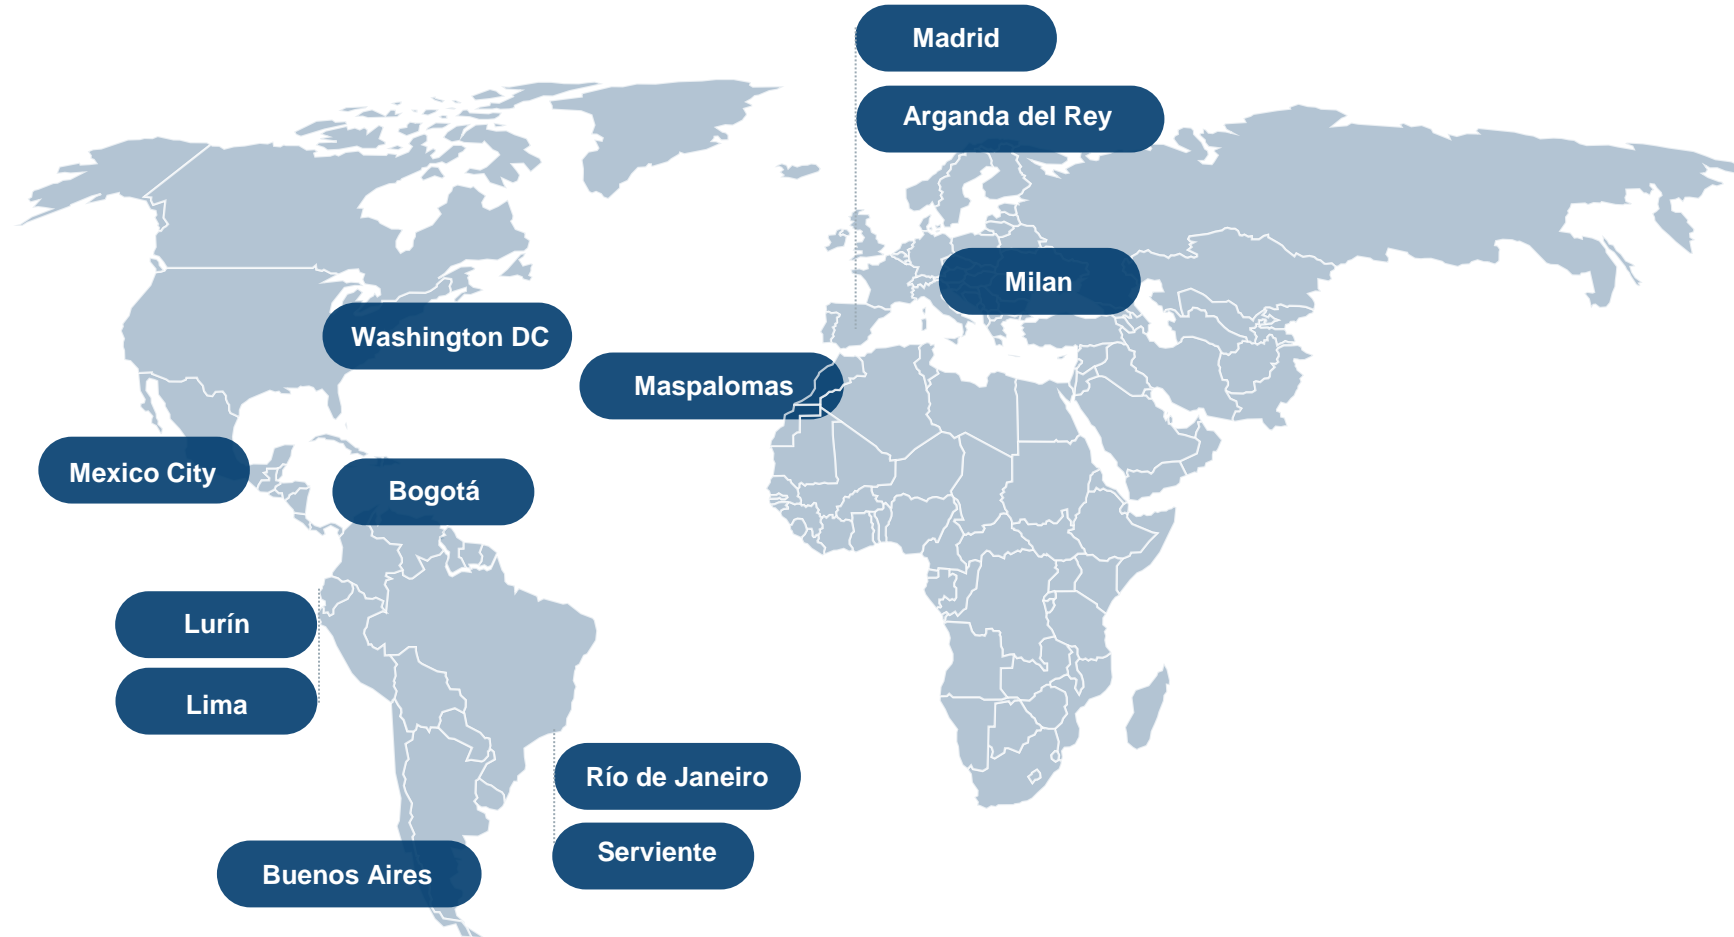 Madrid
Arganda del Rey
Milan
Washington DC
Maspalomas
Mexico City
Bogotá
Lurín
Lima
Río de Janeiro
Serviente
Buenos Aires